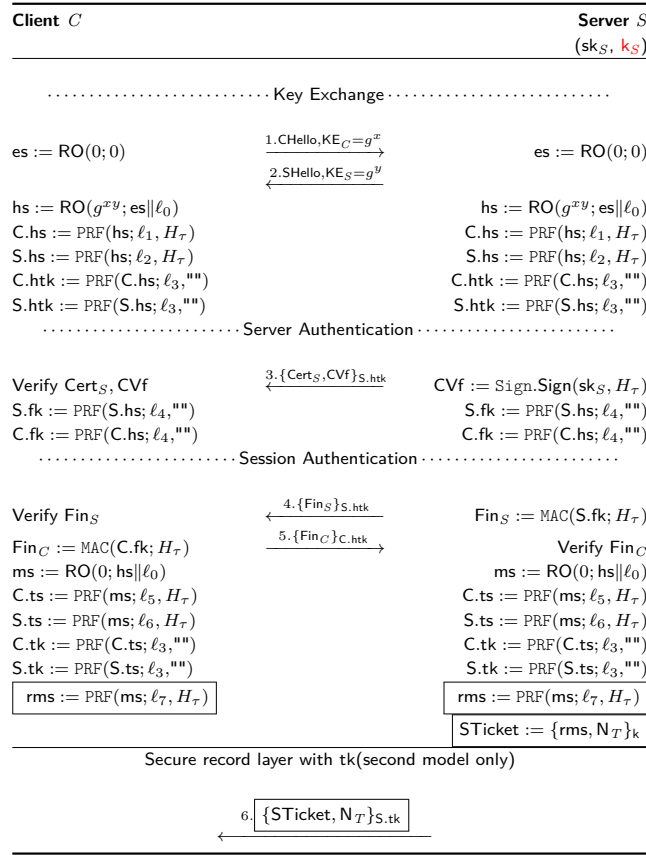 Client C Server S
(sk_S, k_S)
Key Exchange
es := RO(0; 0) 1.CHello,KE_C=g^x es := RO(0; 0)
2.SHello,KE_S=g^y
hs := RO(g^{xy}; es‖ℓ_0) hs := RO(g^{xy}; es‖ℓ_0)
C.hs := PRF(hs; ℓ_1, H_τ) C.hs := PRF(hs; ℓ_1, H_τ)
S.hs := PRF(hs; ℓ_2, H_τ) S.hs := PRF(hs; ℓ_2, H_τ)
C.htk := PRF(C.hs; ℓ_3,"") C.htk := PRF(C.hs; ℓ_3,"")
S.htk := PRF(S.hs; ℓ_3,"") S.htk := PRF(S.hs; ℓ_3,"")
Server Authentication
Verify Cert_S, CVf 3.{Cert_S,CVf}_{S.htk} CVf := Sign.Sign(sk_S, H_τ)
S.fk := PRF(S.hs; ℓ_4,"") S.fk := PRF(S.hs; ℓ_4,"")
C.fk := PRF(C.hs; ℓ_4,"") C.fk := PRF(C.hs; ℓ_4,"")
Session Authentication
Verify Fin_S 4.{Fin_S}_{S.htk} Fin_S := MAC(S.fk; H_τ)
Fin_C := MAC(C.fk; H_τ) 5.{Fin_C}_{C.htk} Verify Fin_C
ms := RO(0; hs‖ℓ_0) ms := RO(0; hs‖ℓ_0)
C.ts := PRF(ms; ℓ_5, H_τ) C.ts := PRF(ms; ℓ_5, H_τ)
S.ts := PRF(ms; ℓ_6, H_τ) S.ts := PRF(ms; ℓ_6, H_τ)
C.tk := PRF(C.ts; ℓ_3,"") C.tk := PRF(C.ts; ℓ_3,"")
S.tk := PRF(S.ts; ℓ_3,"") S.tk := PRF(S.ts; ℓ_3,"")
rms := PRF(ms; ℓ_7, H_τ) rms := PRF(ms; ℓ_7, H_τ)
STicket := {rms, N_T}_k
Secure record layer with tk(second model only)
6. {STicket, N_T}_{S.tk}